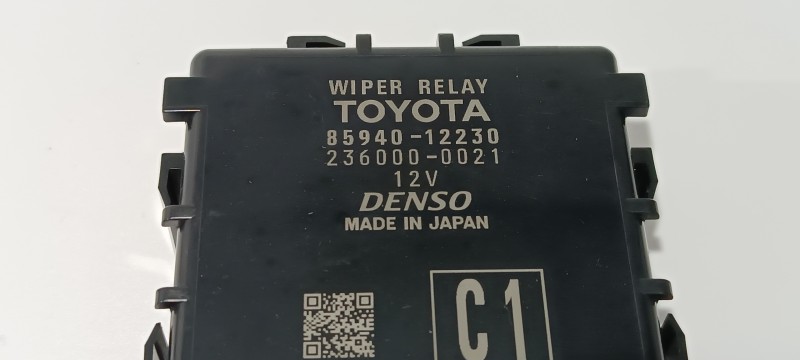 WIPER RELAY
TOYOTA
85940-12230
236000-0021
12V
DENSO
MADE IN JAPAN
C1